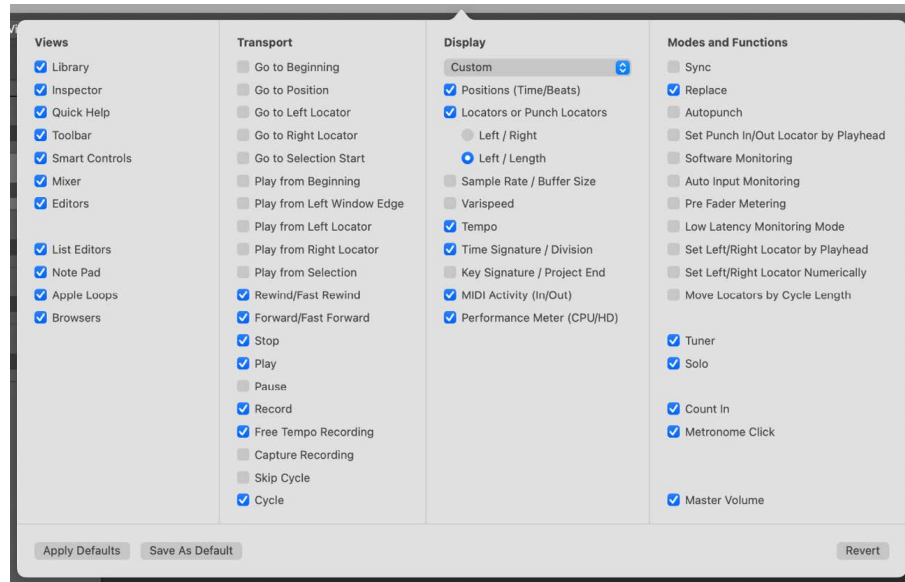 Views
Library
Inspector
Quick Help
Toolbar
Smart Controls
Mixer
Editors
List Editors
Note Pad
Apple Loops
Browsers
Transport
Go to Beginning
Go to Position
Go to Left Locator
Go to Right Locator
Go to Selection Start
Play from Beginning
Play from Left Window Edge
Play from Left Locator
Play from Right Locator
Play from Selection
Rewind/Fast Rewind
Forward/Fast Forward
Stop
Play
Pause
Record
Free Tempo Recording
Capture Recording
Skip Cycle
Cycle
Display
Custom
Positions (Time/Beats)
Locators or Punch Locators
Left / Right
Left / Length
Sample Rate / Buffer Size
Varispeed
Tempo
Time Signature / Division
Key Signature / Project End
MIDI Activity (In/Out)
Performance Meter (CPU/HD)
Modes and Functions
Sync
Replace
Autopunch
Set Punch In/Out Locator by Playhead
Software Monitoring
Auto Input Monitoring
Pre Fader Metering
Low Latency Monitoring Mode
Set Left/Right Locator by Playhead
Set Left/Right Locator Numerically
Move Locators by Cycle Length
Tuner
Solo
Count In
Metronome Click
Master Volume
Apply Defaults
Save As Default
Revert